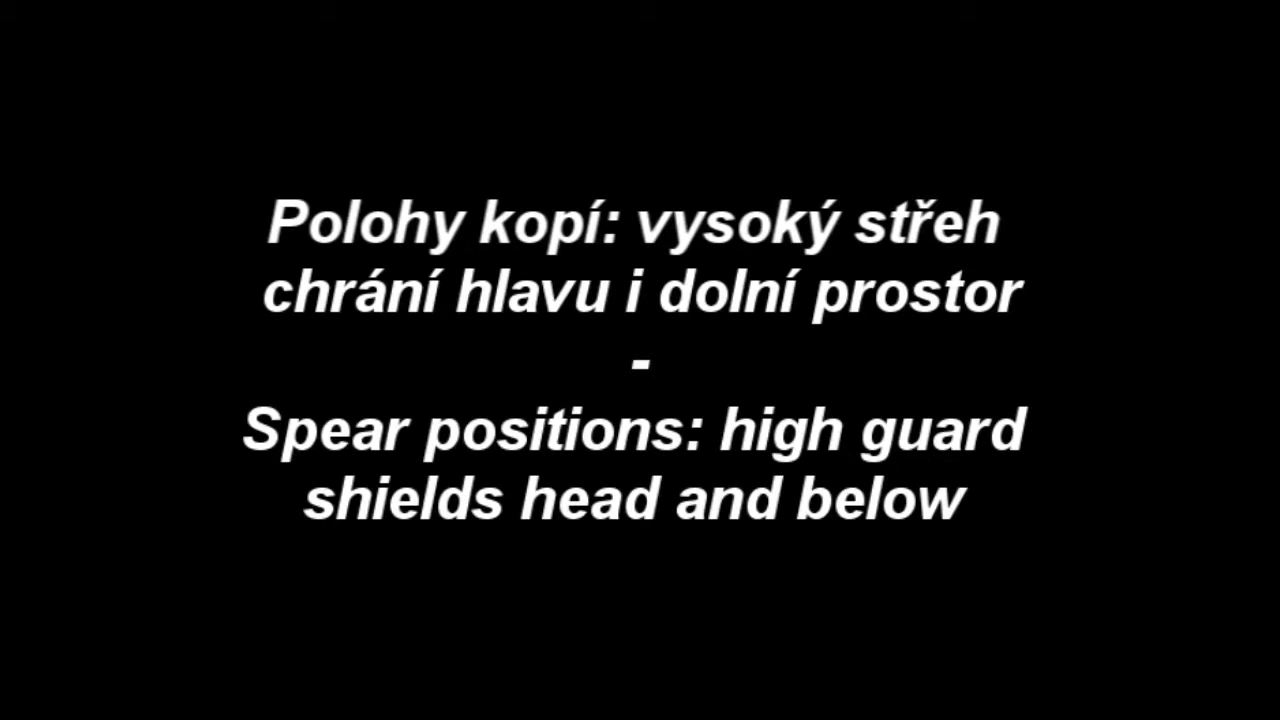 Polohy kopí: vysoký střeh
chrání hlavu i dolní prostor
-
Spear positions: high guard
shields head and below